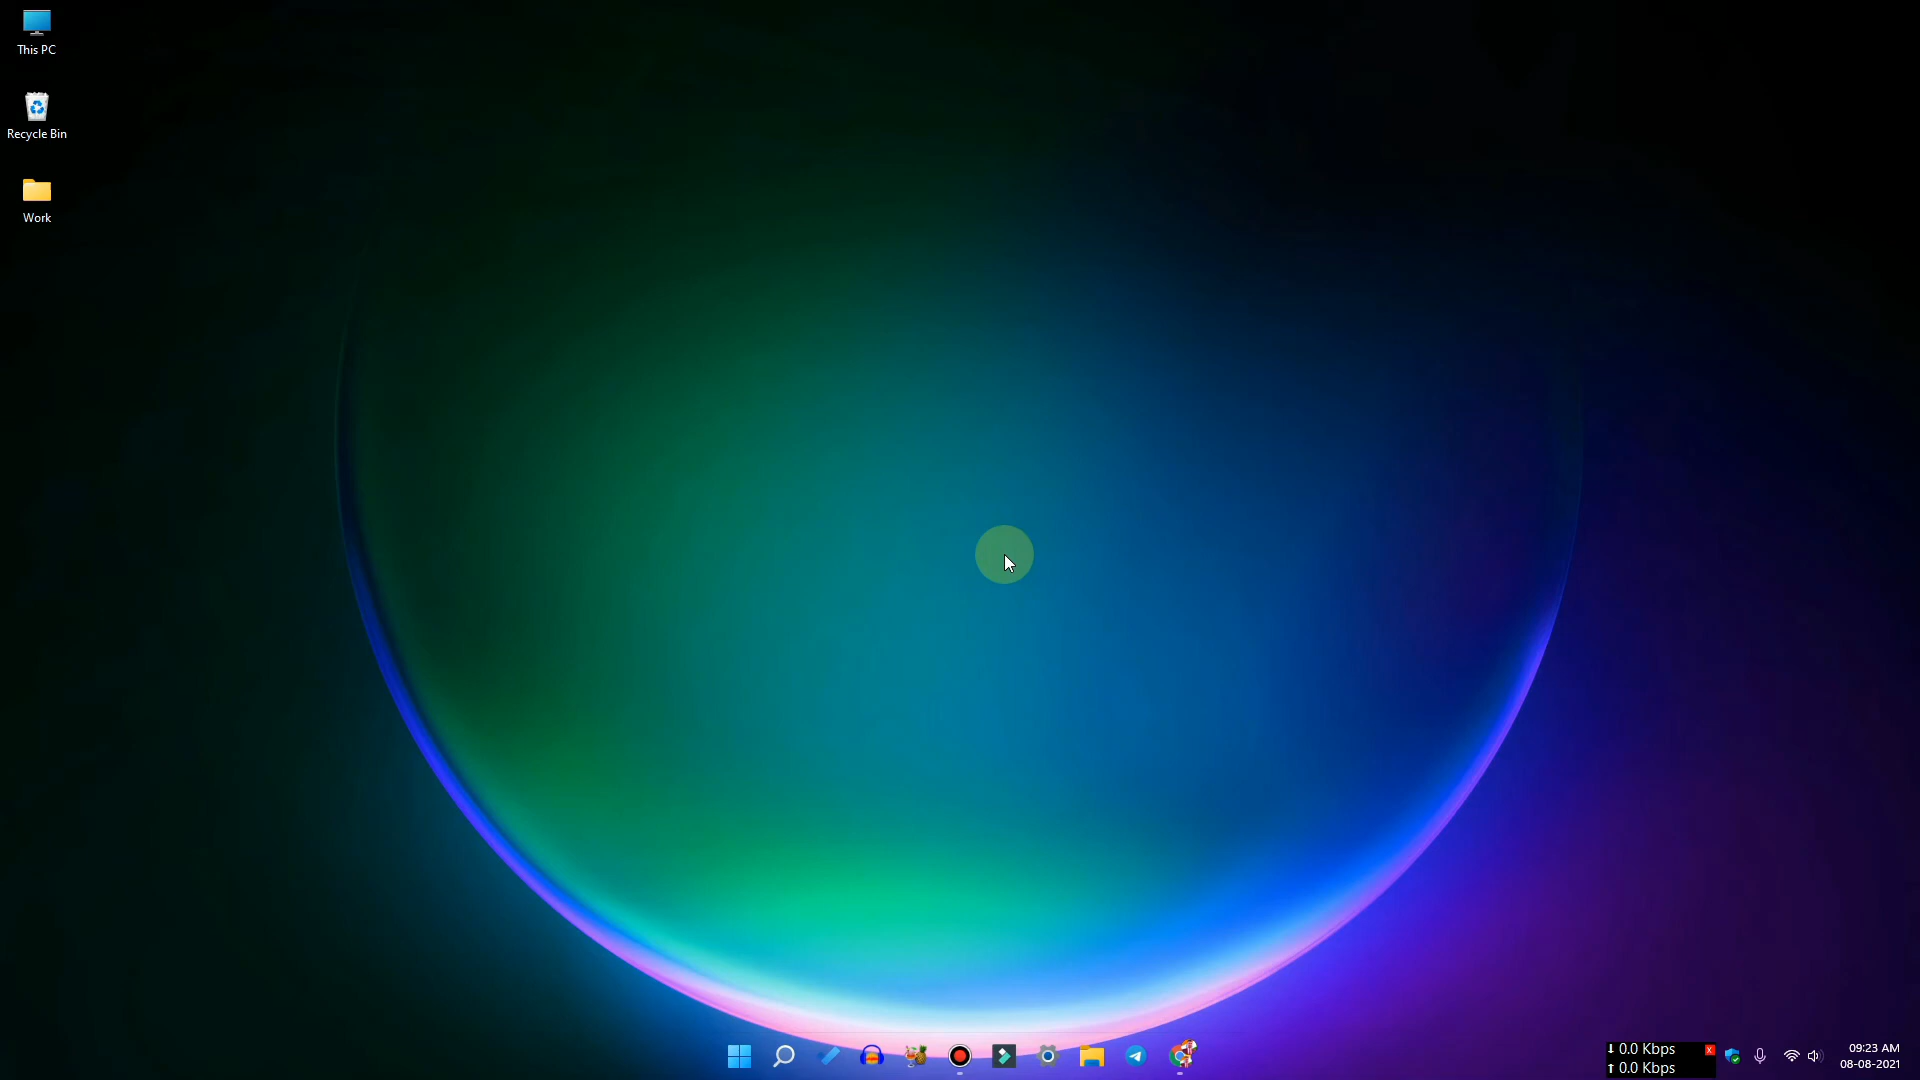 This PC
Recycle Bin
Work
↓ 0.0 Kbps
x
↑ 0.0 Kbps
09:23 AM
08-08-2021